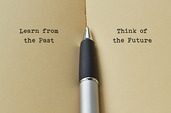 Learn from
the Past
Think of
the Future